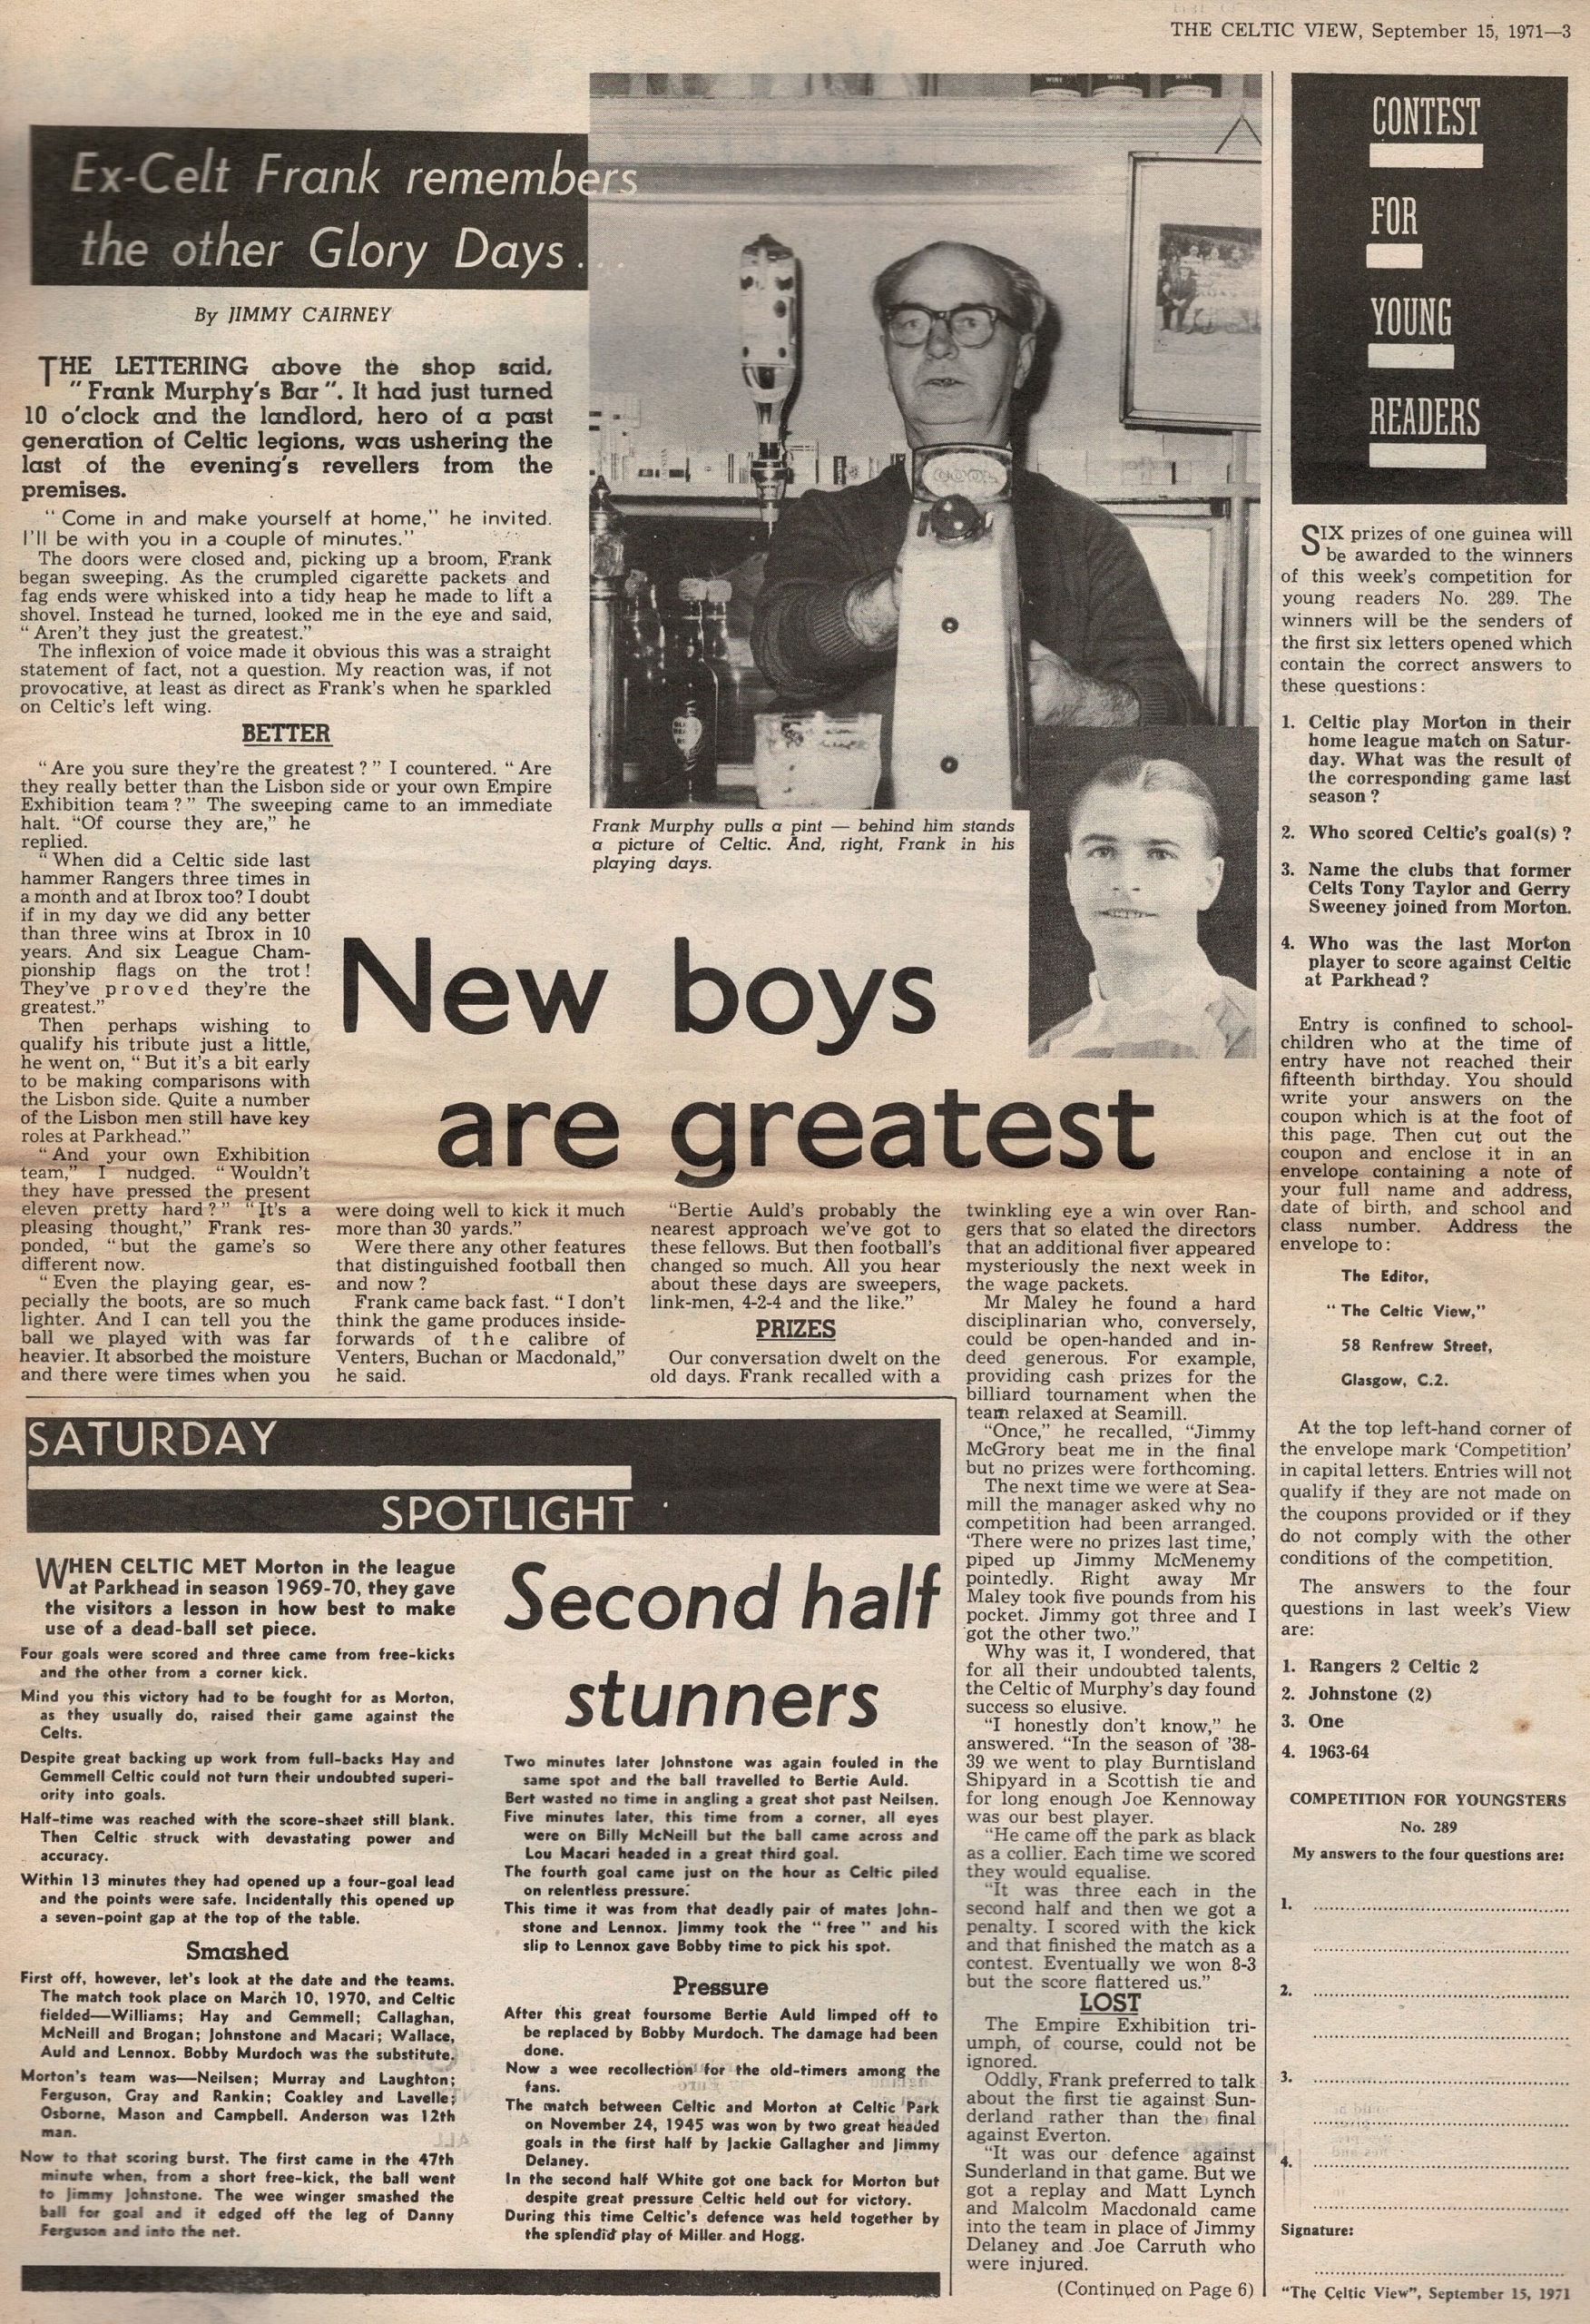 THE CELTIC VIEW, September 15, 1971—3
Ex-Celt Frank remembers
the other Glory Days...
By JIMMY CAIRNEY
THE LETTERING above the shop said,
" Frank Murphy's Bar ". It had just turned
10 o'clock and the landlord, hero of a past
generation of Celtic legions, was ushering the
last of the evening's revellers from the
premises.
" Come in and make yourself at home," he invited.
I'll be with you in a couple of minutes."
The doors were closed and, picking up a broom, Frank
began sweeping. As the crumpled cigarette packets and
fag ends were whisked into a tidy heap he made to lift a
shovel. Instead he turned, looked me in the eye and said,
" Aren't they just the greatest."
The inflexion of voice made it obvious this was a straight
statement of fact, not a question. My reaction was, if not
provocative, at least as direct as Frank's when he sparkled
on Celtic's left wing.
BETTER
" Are you sure they're the greatest ? " I countered. " Are
they really better than the Lisbon side or your own Empire
Exhibition team ? " The sweeping came to an immediate
halt. "Of course they are," he
replied.
" When did a Celtic side last
hammer Rangers three times in
a month and at Ibrox too? I doubt
if in my day we did any better
than three wins at Ibrox in 10
years. And six League Cham-
pionship flags on the trot!
They've proved they're the
greatest."
Then perhaps wishing to
qualify his tribute just a little,
he went on, " But it's a bit early
to be making comparisons with
the Lisbon side. Quite a number
of the Lisbon men still have key
roles at Parkhead."
" And your own Exhibition
team," I nudged. " Wouldn't
they have pressed the present
eleven pretty hard ? " " It's a
pleasing thought," Frank res-
ponded, " but the game's so
different now.
" Even the playing gear, es-
pecially the boots, are so much
lighter. And I can tell you the
ball we played with was far
heavier. It absorbed the moisture
and there were times when you
WINE
WINE
WINE
Frank Murphy pulls a pint — behind him stands
a picture of Celtic. And, right, Frank in his
playing days.
New boys
are greatest
were doing well to kick it much
more than 30 yards."
Were there any other features
that distinguished football then
and now ?
Frank came back fast. " I don't
think the game produces inside-
forwards of the calibre of
Venters, Buchan or Macdonald,"
he said.
"Bertie Auld's probably the
nearest approach we've got to
these fellows. But then football's
changed so much. All you hear
about these days are sweepers,
link-men, 4-2-4 and the like."
PRIZES
Our conversation dwelt on the
old days. Frank recalled with a
twinkling eye a win over Ran-
gers that so elated the directors
that an additional fiver appeared
mysteriously the next week in
the wage packets.
Mr Maley he found a hard
disciplinarian who, conversely,
could be open-handed and in-
deed generous. For example,
providing cash prizes for the
billiard tournament when the
team relaxed at Seamill.
"Once," he recalled, "Jimmy
McGrory beat me in the final
but no prizes were forthcoming.
The next time we were at Sea-
mill the manager asked why no
competition had been arranged.
'There were no prizes last time,'
piped up Jimmy McMenemy
pointedly. Right away Mr
Maley took five pounds from his
pocket. Jimmy got three and I
got the other two."
Why was it, I wondered, that
for all their undoubted talents,
the Celtic of Murphy's day found
success so elusive.
"I honestly don't know," he
answered. "In the season of '38-
39 we went to play Burntisland
Shipyard in a Scottish tie and
for long enough Joe Kennoway
was our best player.
"He came off the park as black
as a collier. Each time we scored
they would equalise.
"It was three each in the
second half and then we got a
penalty. I scored with the kick
and that finished the match as a
contest. Eventually we won 8-3
but the score flattered us."
LOST
The Empire Exhibition tri-
umph, of course, could not be
ignored.
Oddly, Frank preferred to talk
about the first tie against Sun-
derland rather than the final
against Everton.
"It was our defence against
Sunderland in that game. But we
got a replay and Matt Lynch
and Malcolm Macdonald came
into the team in place of Jimmy
Delaney and Joe Carruth who
were injured.
(Continued on Page 6)
SATURDAY
SPOTLIGHT
WHEN CELTIC MET Morton in the league
at Parkhead in season 1969-70, they gave
the visitors a lesson in how best to make
use of a dead-ball set piece.
Four goals were scored and three came from free-kicks
and the other from a corner kick.
Mind you this victory had to be fought for as Morton,
as they usually do, raised their game against the
Celts.
Despite great backing up work from full-backs Hay and
Gemmell Celtic could not turn their undoubted superi-
ority into goals.
Half-time was reached with the score-sheet still blank.
Then Celtic struck with devastating power and
accuracy.
Within 13 minutes they had opened up a four-goal lead
and the points were safe. Incidentally this opened up
a seven-point gap at the top of the table.
Smashed
First off, however, let's look at the date and the teams.
The match took place on March 10, 1970, and Celtic
fielded—Williams; Hay and Gemmell; Callaghan,
McNeill and Brogan; Johnstone and Macari; Wallace,
Auld and Lennox. Bobby Murdoch was the substitute.
Morton's team was—Neilsen; Murray and Laughton;
Ferguson, Gray and Rankin; Coakley and Lavelle;
Osborne, Mason and Campbell. Anderson was 12th
man.
Now to that scoring burst. The first came in the 47th
minute when, from a short free-kick, the ball went
to Jimmy Johnstone. The wee winger smashed the
ball for goal and it edged off the leg of Danny
Ferguson and into the net.
Second half
stunners
Two minutes later Johnstone was again fouled in the
same spot and the ball travelled to Bertie Auld.
Bert wasted no time in angling a great shot past Neilsen.
Five minutes later, this time from a corner, all eyes
were on Billy McNeill but the ball came across and
Lou Macari headed in a great third goal.
The fourth goal came just on the hour as Celtic piled
on relentless pressure.
This time it was from that deadly pair of mates John-
stone and Lennox. Jimmy took the " free " and his
slip to Lennox gave Bobby time to pick his spot.
Pressure
After this great foursome Bertie Auld limped off to
be replaced by Bobby Murdoch. The damage had been
done.
Now a wee recollection for the old-timers among the
fans.
The match between Celtic and Morton at Celtic Park
on November 24, 1945 was won by two great headed
goals in the first half by Jackie Gallagher and Jimmy
Delaney.
In the second half White got one back for Morton but
despite great pressure Celtic held out for victory.
During this time Celtic's defence was held together by
the splendid play of Miller and Hogg.
CONTEST
FOR
YOUNG
READERS
SIX prizes of one guinea will
be awarded to the winners
of this week's competition for
young readers No. 289. The
winners will be the senders of
the first six letters opened which
contain the correct answers to
these questions:
1. Celtic play Morton in their
home league match on Satur-
day. What was the result of
the corresponding game last
season ?
2. Who scored Celtic's goal(s) ?
3. Name the clubs that former
Celts Tony Taylor and Gerry
Sweeney joined from Morton.
4. Who was the last Morton
player to score against Celtic
at Parkhead ?
Entry is confined to school-
children who at the time of
entry have not reached their
fifteenth birthday. You should
write your answers on the
coupon which is at the foot of
this page. Then cut out the
coupon and enclose it in an
envelope containing a note of
your full name and address,
date of birth, and school and
class number. Address the
envelope to:
The Editor,
" The Celtic View,"
58 Renfrew Street,
Glasgow, C.2.
At the top left-hand corner of
the envelope mark 'Competition'
in capital letters. Entries will not
qualify if they are not made on
the coupons provided or if they
do not comply with the other
conditions of the competition.
The answers to the four
questions in last week's View
are:
1. Rangers 2 Celtic 2
2. Johnstone (2)
3. One
4. 1963-64
COMPETITION FOR YOUNGSTERS
No. 289
My answers to the four questions are:
1.
2.
3.
4.
Signature:
"The Celtic View", September 15, 1971